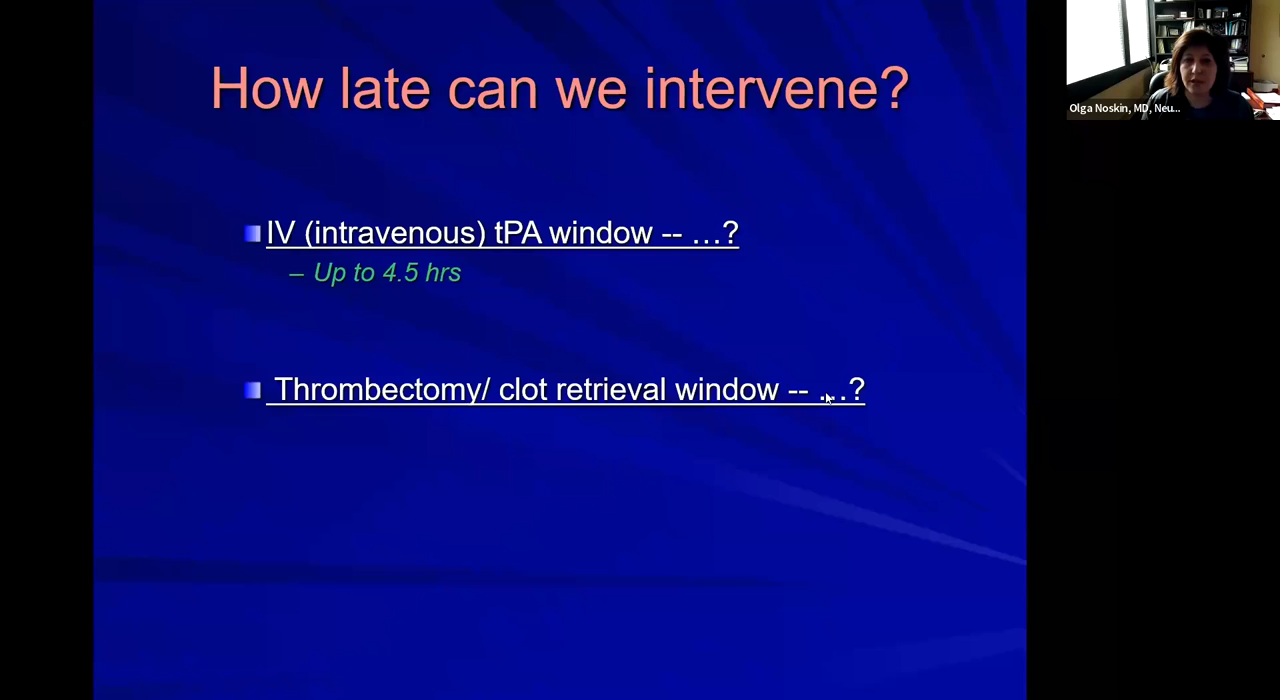 How late can we intervene?
IV (intravenous) tPA window -- …?
– Up to 4.5 hrs
Thrombectomy/ clot retrieval window -- …?
Olga Noskin, MD, Neu...